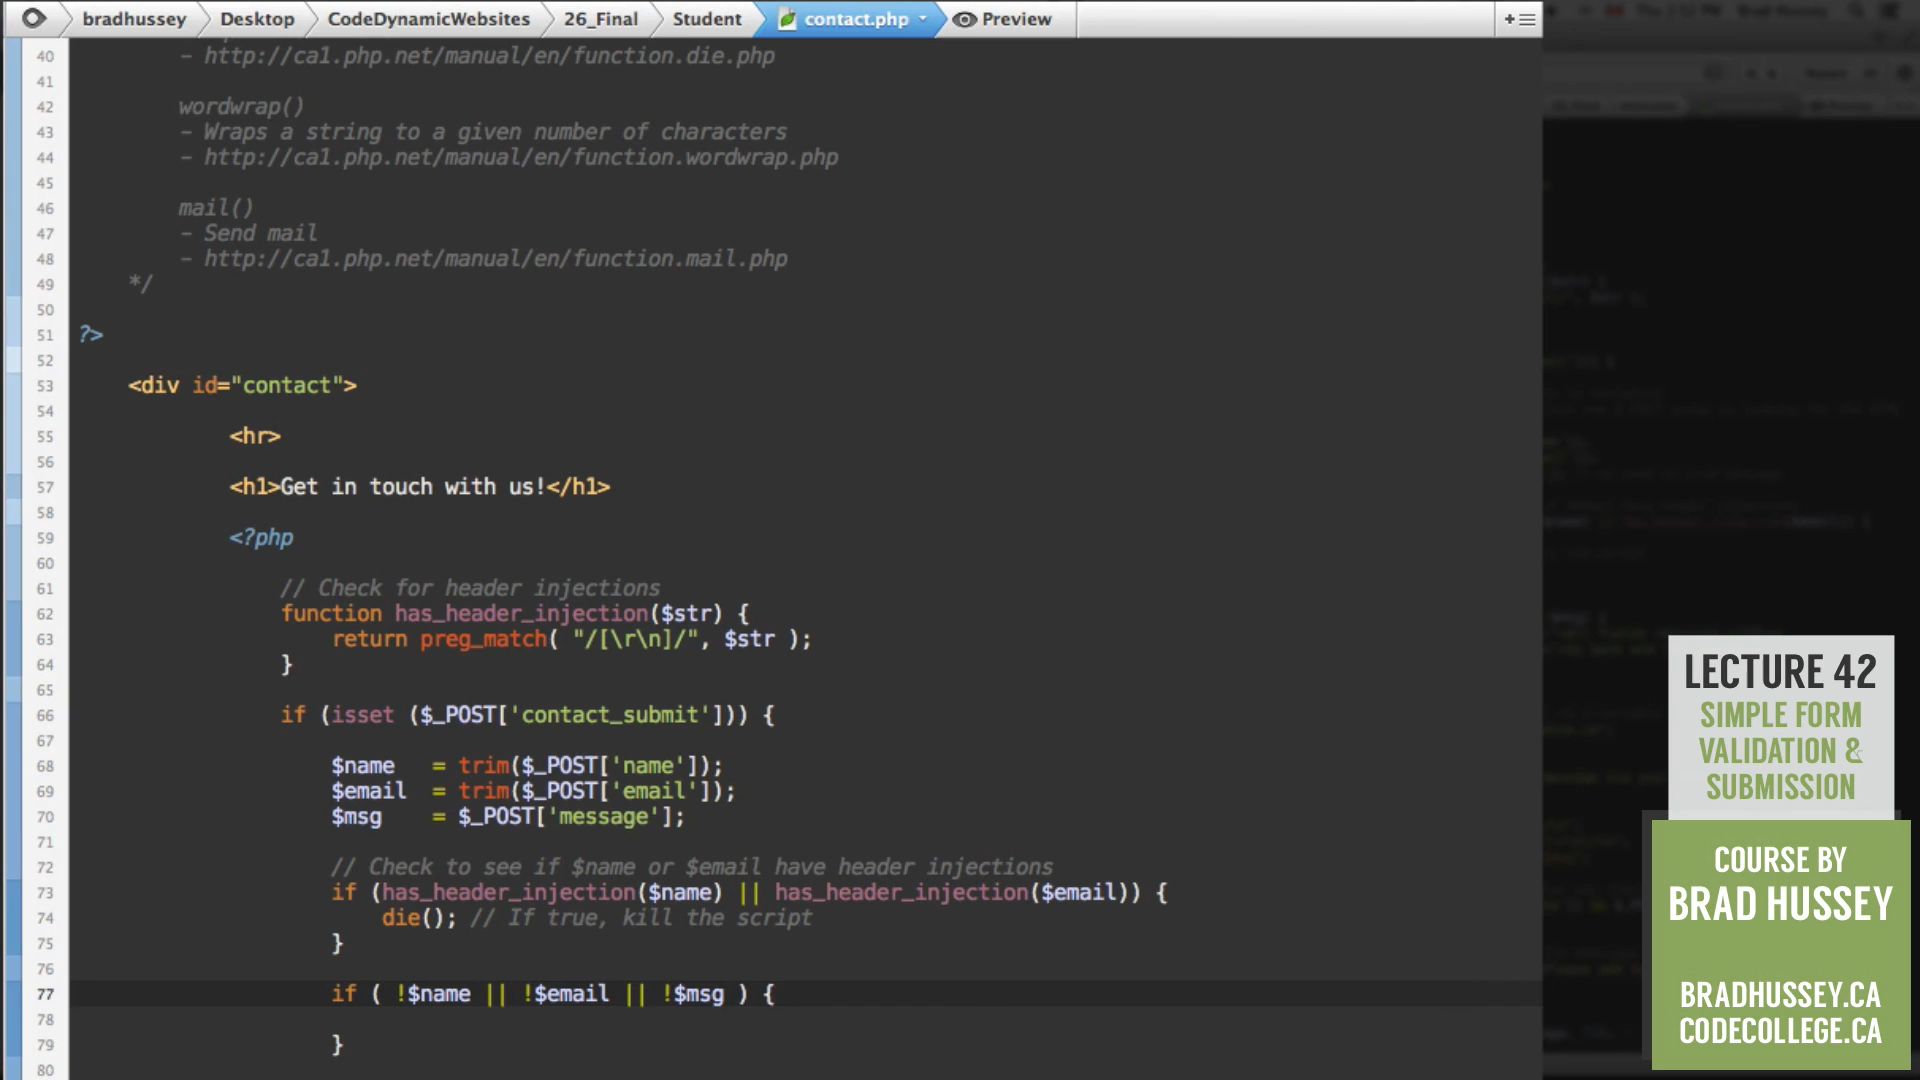 bradhussey Desktop CodeDynamicWebsites 26_Final Student contact.php Preview
40 - http://ca1.php.net/manual/en/function.die.php
41
42 wordwrap()
43 - Wraps a string to a given number of characters
44 - http://ca1.php.net/manual/en/function.wordwrap.php
45
46 mail()
47 - Send mail
48 - http://ca1.php.net/manual/en/function.mail.php
49 */
50
51 ?>
52
53 <div id="contact">
54
55 <hr>
56
57 <h1>Get in touch with us!</h1>
58
59 <?php
60
61 // Check for header injections
62 function has_header_injection($str) {
63 return preg_match( "/[\r\n]/", $str );
64 }
65
66 if (isset ($_POST['contact_submit'])) {
67
68 $name = trim($_POST['name']);
69 $email = trim($_POST['email']);
70 $msg = $_POST['message'];
71
72 // Check to see if $name or $email have header injections
73 if (has_header_injection($name) || has_header_injection($email)) {
74 die(); // If true, kill the script
75 }
76
77 if ( !$name || !$email || !$msg ) {
78
79 }
80
LECTURE 42
SIMPLE FORM
VALIDATION &
SUBMISSION
COURSE BY
BRAD HUSSEY
BRADHUSSEY.CA
CODECOLLEGE.CA